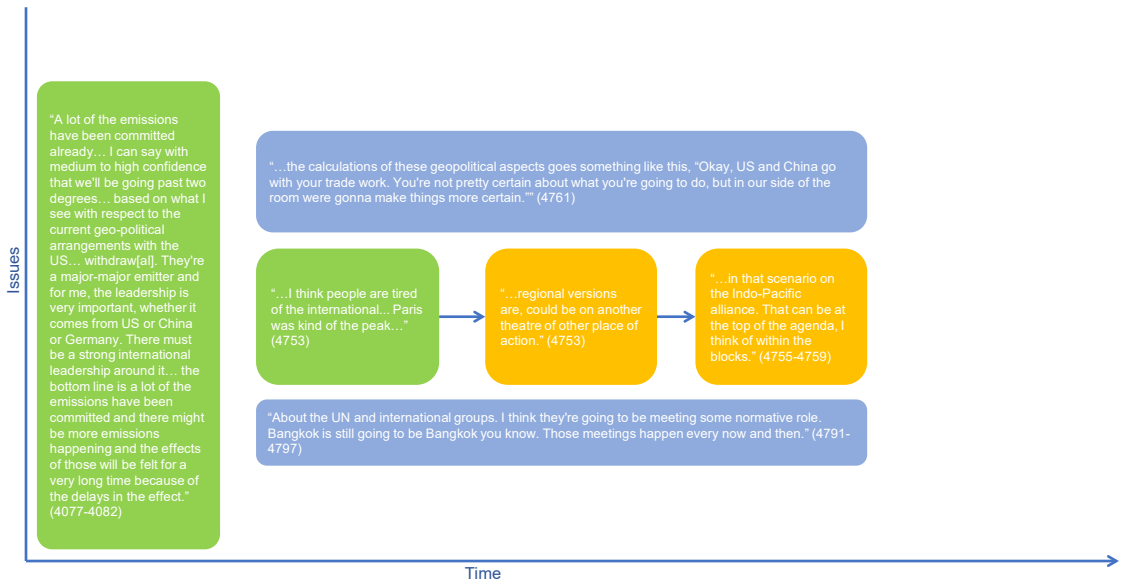 Issues
“A lot of the emissions
have been committed
already… I can say with
medium to high confidence
that we'll be going past two
degrees… based on what I
see with respect to the
current geo-political
arrangements with the
US… withdraw[al]. They're
a major-major emitter and
for me, the leadership is
very important, whether it
comes from US or China
or Germany. There must
be a strong international
leadership around it… the
bottom line is a lot of the
emissions have been
committed and there might
be more emissions
happening and the effects
of those will be felt for a
very long time because of
the delays in the effect.”
(4077-4082)
“…the calculations of these geopolitical aspects goes something like this, “Okay, US and China go
with your trade work. You're not pretty certain about what you're going to do, but in our side of the
room were gonna make things more certain.”” (4761)
“…I think people are tired
of the international... Paris
was kind of the peak…”
(4753)
“…regional versions
are, could be on another
theatre of other place of
action.” (4753)
“…in that scenario on
the Indo-Pacific
alliance. That can be at
the top of the agenda, I
think of within the
blocks.” (4755-4759)
“About the UN and international groups. I think they're going to be meeting some normative role.
Bangkok is still going to be Bangkok you know. Those meetings happen every now and then.” (4791-
4797)
Time